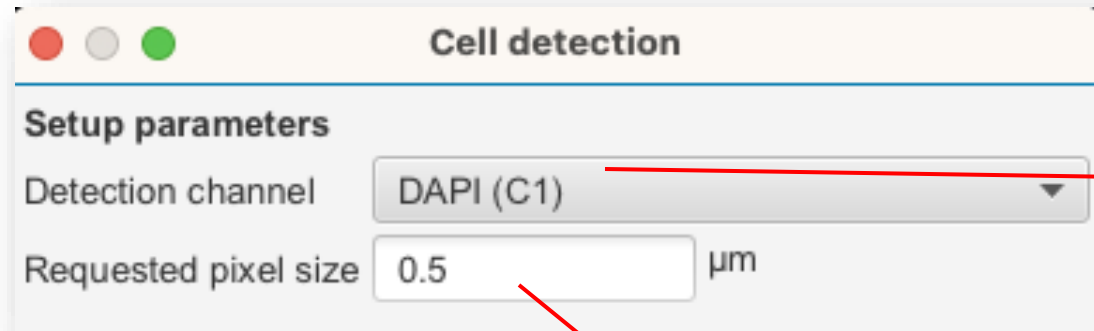 Cell detection
Setup parameters
Detection channel DAPI (C1)
Requested pixel size 0.5 µm